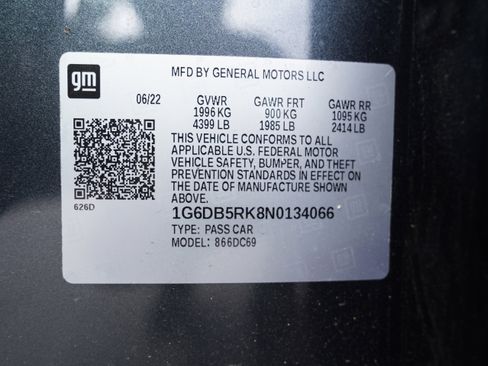 gm
MFD BY GENERAL MOTORS LLC
06/22 GVWR GAWR FRT GAWR RR
1996 KG 900 KG 1095 KG
4399 LB 1985 LB 2414 LB
THIS VEHICLE CONFORMS TO ALL
APPLICABLE U.S. FEDERAL MOTOR
VEHICLE SAFETY, BUMPER, AND THEFT
PREVENTION STANDARDS IN EFFECT ON
THE DATE OF MANUFACTURE SHOWN
ABOVE.
626D
1G6DB5RK8N0134066
TYPE: PASS CAR
MODEL: 866DC69